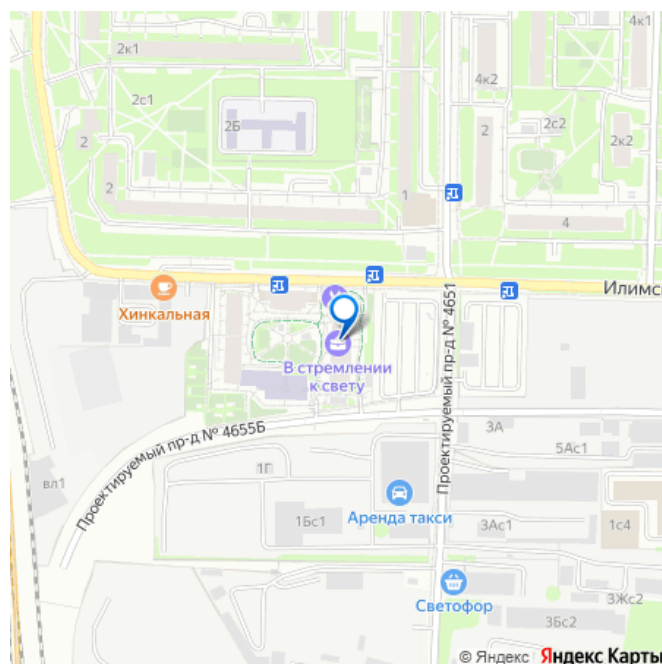 2к1
4к1
4к2
2с1
2Б
2
2
2с2
2к2
2
1
4
Илимс
Хинкальная
В стремлении
к свету
Проектируемый пр-д № 4651
Проектируемый пр-д № 4655Б
3А
5Ас1
1Г
вл1
Аренда такси
1Бс1
3Ас1
1с4
Светофор
3Жс2
3Бс2
© Яндекс Яндекс Карты